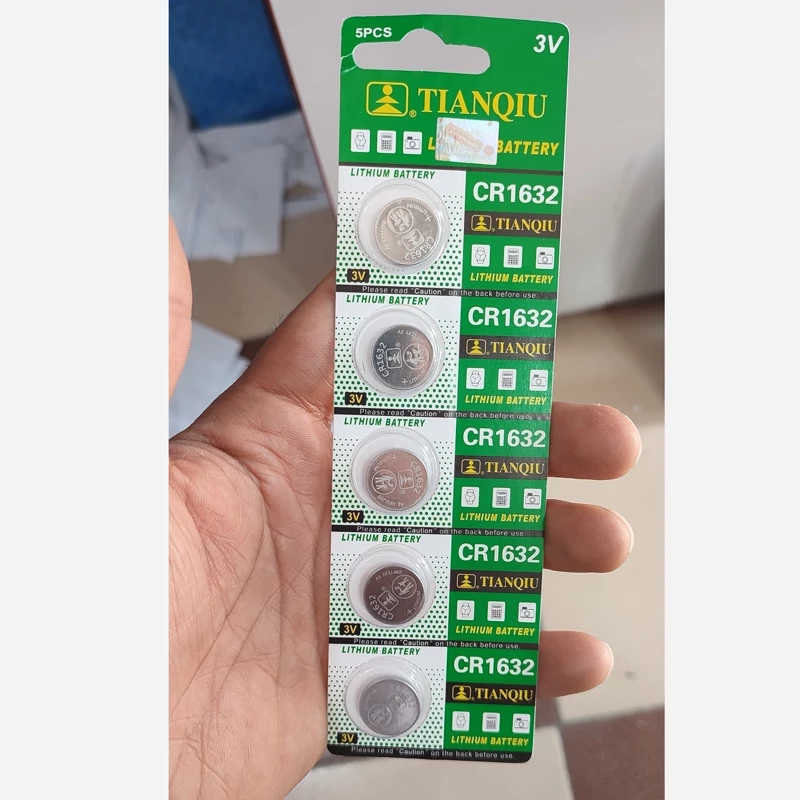 5PCS
3V
TIANQIU
BATTERY
LITHIUM BATTERY
CR1632
TIANQIU
CR1632
3V
LITHIUM BATTERY
Please read "Caution" on the back before use.
LITHIUM BATTERY
CR1632
TIANQIU
CR1632
3V
LITHIUM BATTERY
Please read "Caution" on the back before use.
LITHIUM BATTERY
CR1632
TIANQIU
CR1632
3V
LITHIUM BATTERY
Please read "Caution" on the back before use.
LITHIUM BATTERY
CR1632
TIANQIU
CR1632
3V
LITHIUM BATTERY
Please read "Caution" on the back before use.
LITHIUM BATTERY
CR1632
TIANQIU
3V
LITHIUM BATTERY
Please read "Caution" on the back before use.